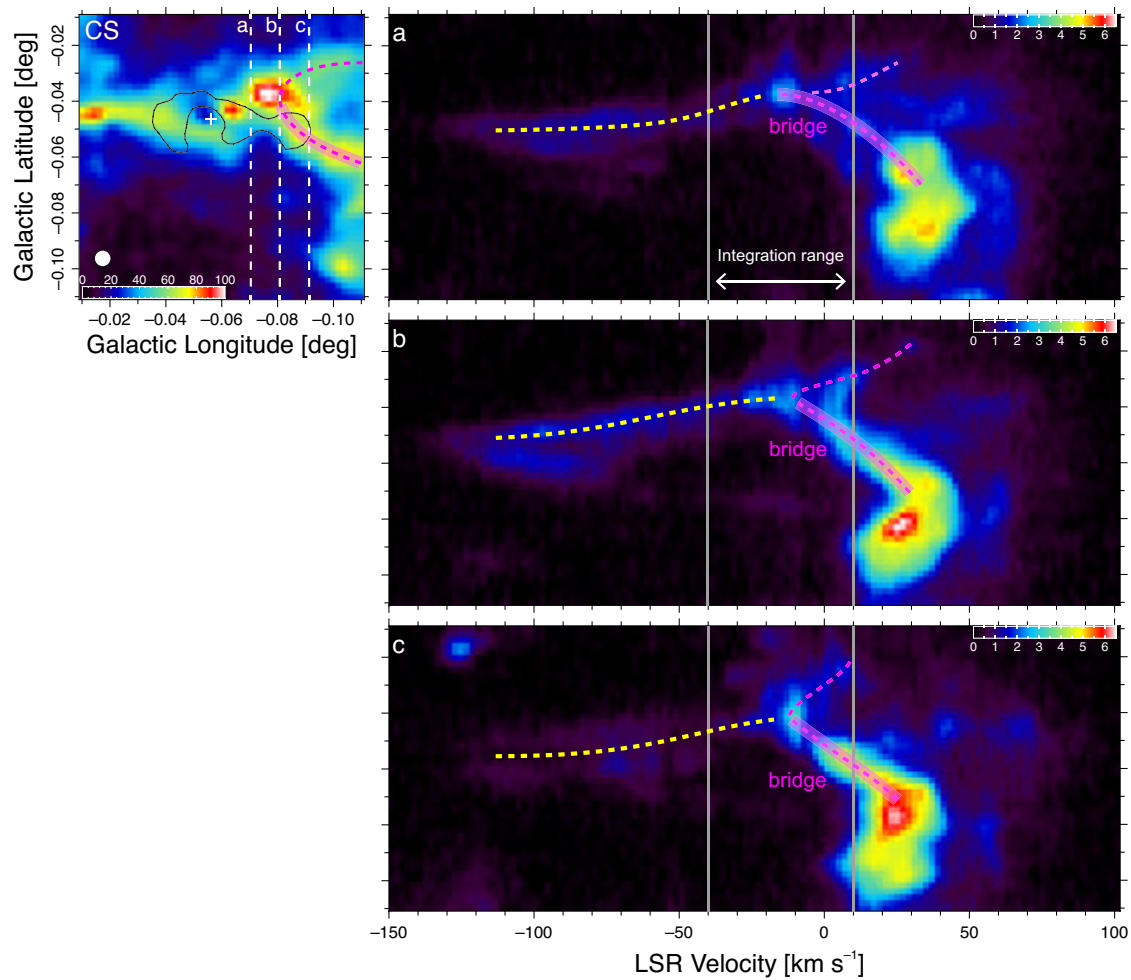 CS
a b c
0 20 40 60 80 100
−0.02
−0.04
−0.06
−0.08
−0.10
Galactic Latitude [deg]
−0.02 −0.04 −0.06 −0.08 −0.10
Galactic Longitude [deg]
a
0 1 2 3 4 5 6
bridge
Integration range
b
0 1 2 3 4 5 6
bridge
c
0 1 2 3 4 5 6
bridge
−150 −100 −50 0 50 100
LSR Velocity [km s⁻¹]